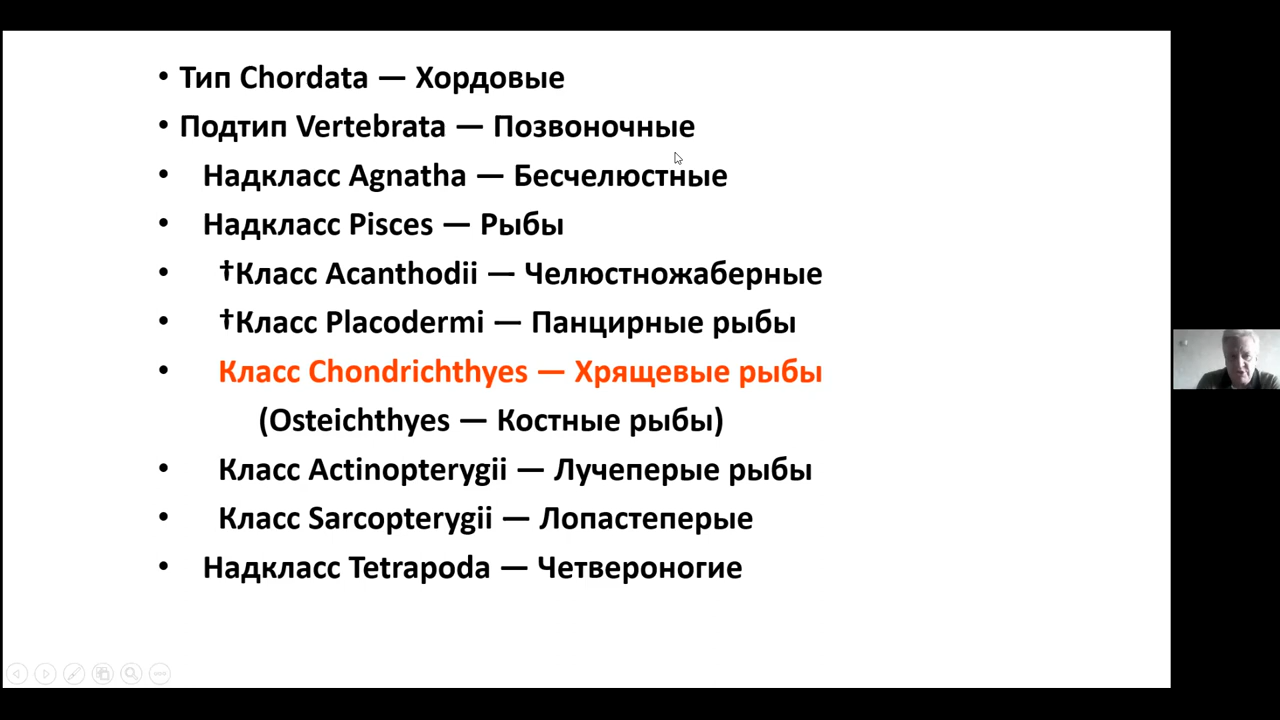 • Тип Chordata — Хордовые
• Подтип Vertebrata — Позвоночные
• Надкласс Agnatha — Бесчелюстные
• Надкласс Pisces — Рыбы
• †Класс Acanthodii — Челюстножаберные
• †Класс Placodermi — Панцирные рыбы
• Класс Chondrichthyes — Хрящевые рыбы
(Osteichthyes — Костные рыбы)
• Класс Actinopterygii — Лучеперые рыбы
• Класс Sarcopterygii — Лопастеперые
• Надкласс Tetrapoda — Четвероногие